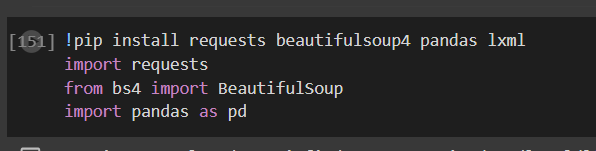 [151] !pip install requests beautifulsoup4 pandas lxml
import requests
from bs4 import BeautifulSoup
import pandas as pd